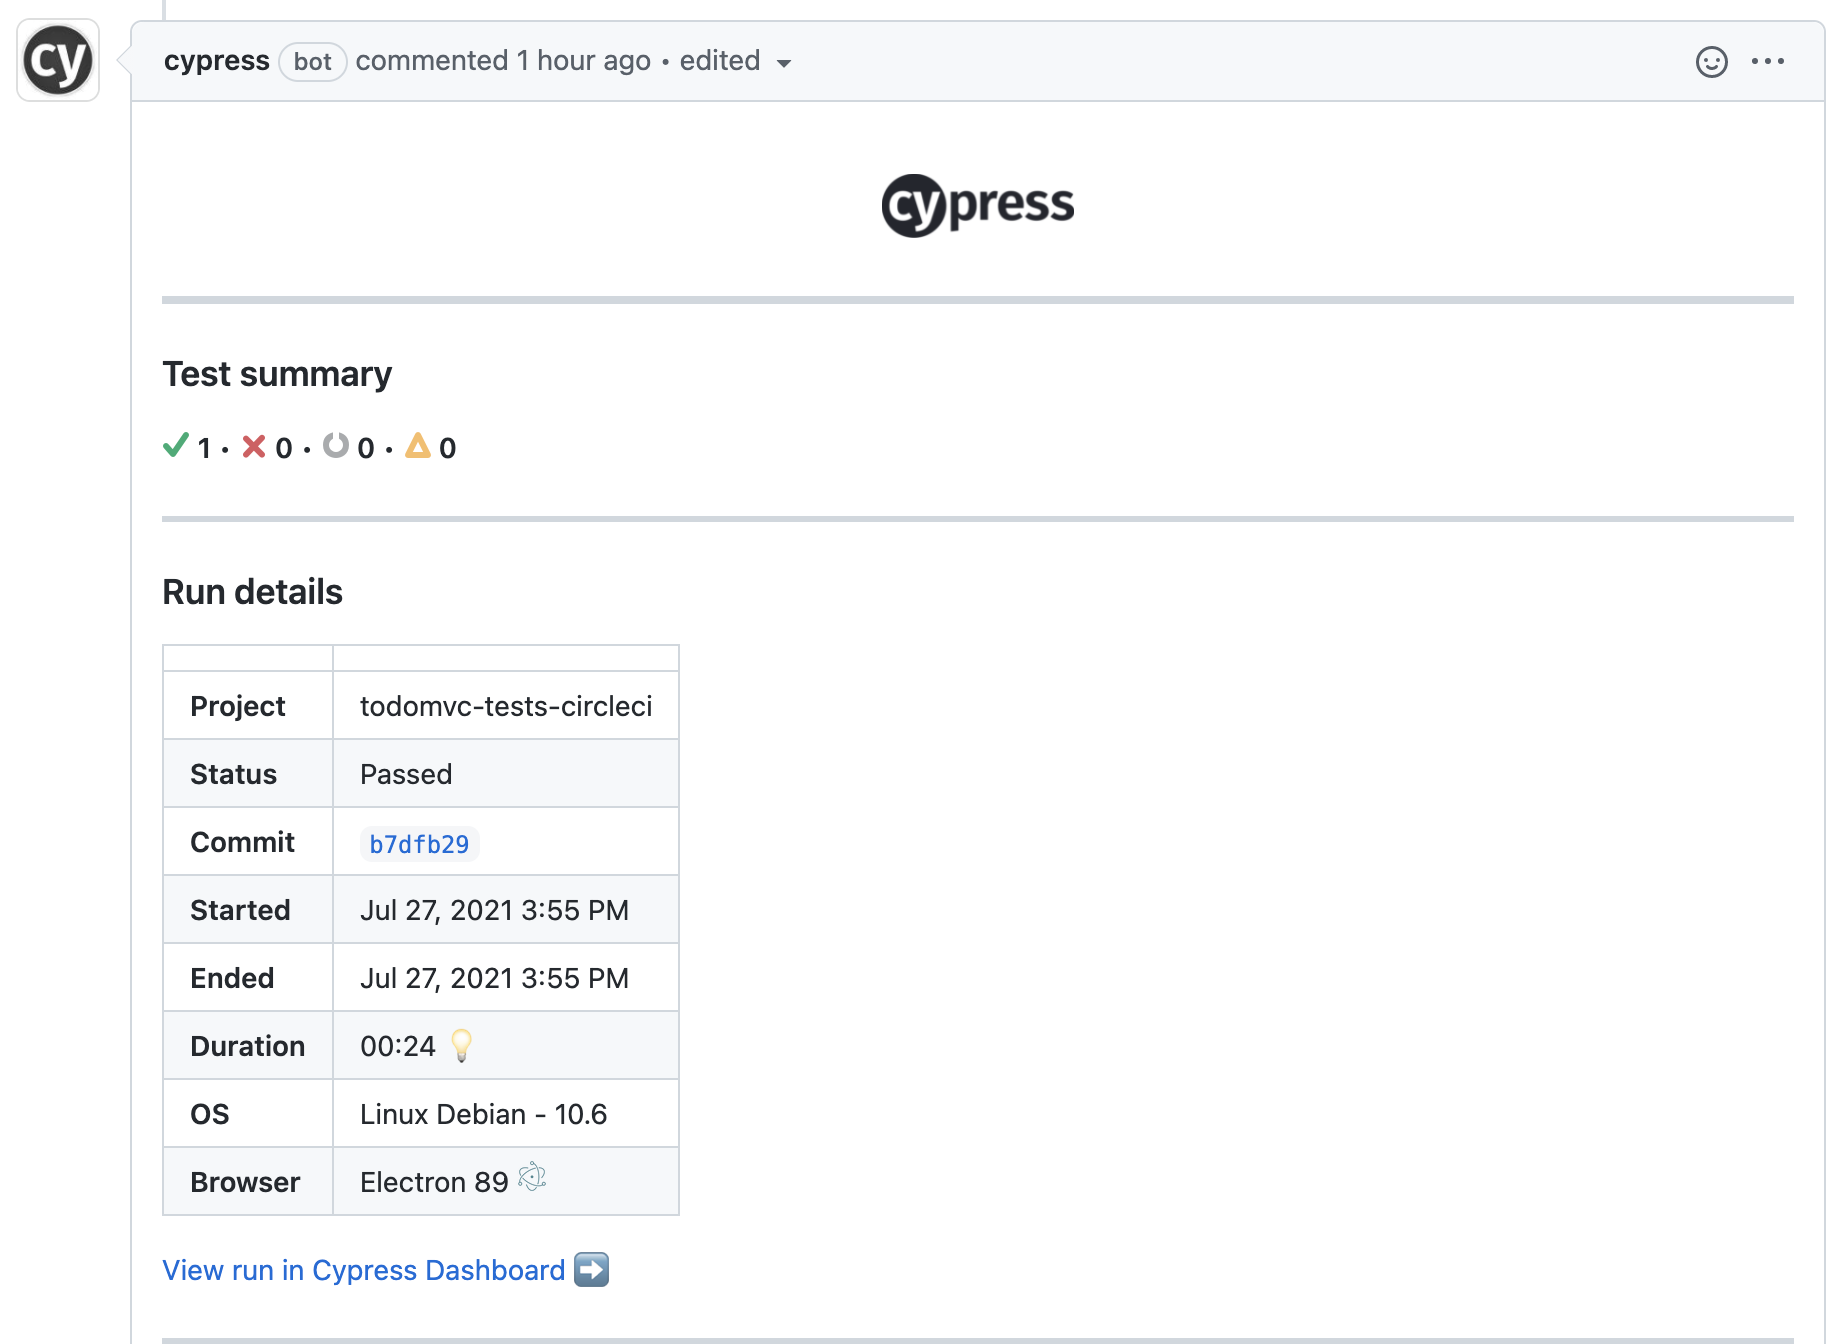 cy
cypress bot commented 1 hour ago • edited
cypress
Test summary
1 • 0 • 0 • 0
Run details
Project todomvc-tests-circleci
Status Passed
Commit b7dfb29
Started Jul 27, 2021 3:55 PM
Ended Jul 27, 2021 3:55 PM
Duration 00:24
OS Linux Debian - 10.6
Browser Electron 89
View run in Cypress Dashboard